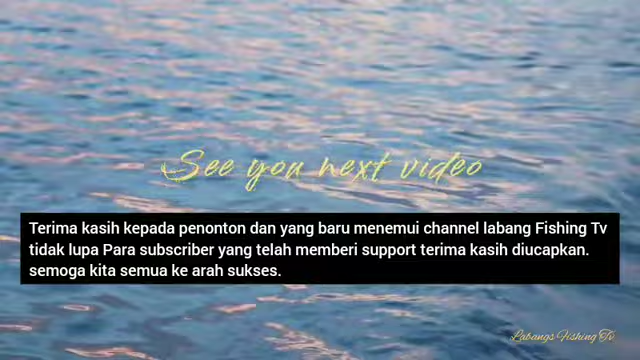 See you next video
Terima kasih kepada penonton dan yang baru menemui channel labang Fishing Tv
tidak lupa Para subscriber yang telah memberi support terima kasih diucapkan.
semoga kita semua ke arah sukses.
Labangs Fishing Tv